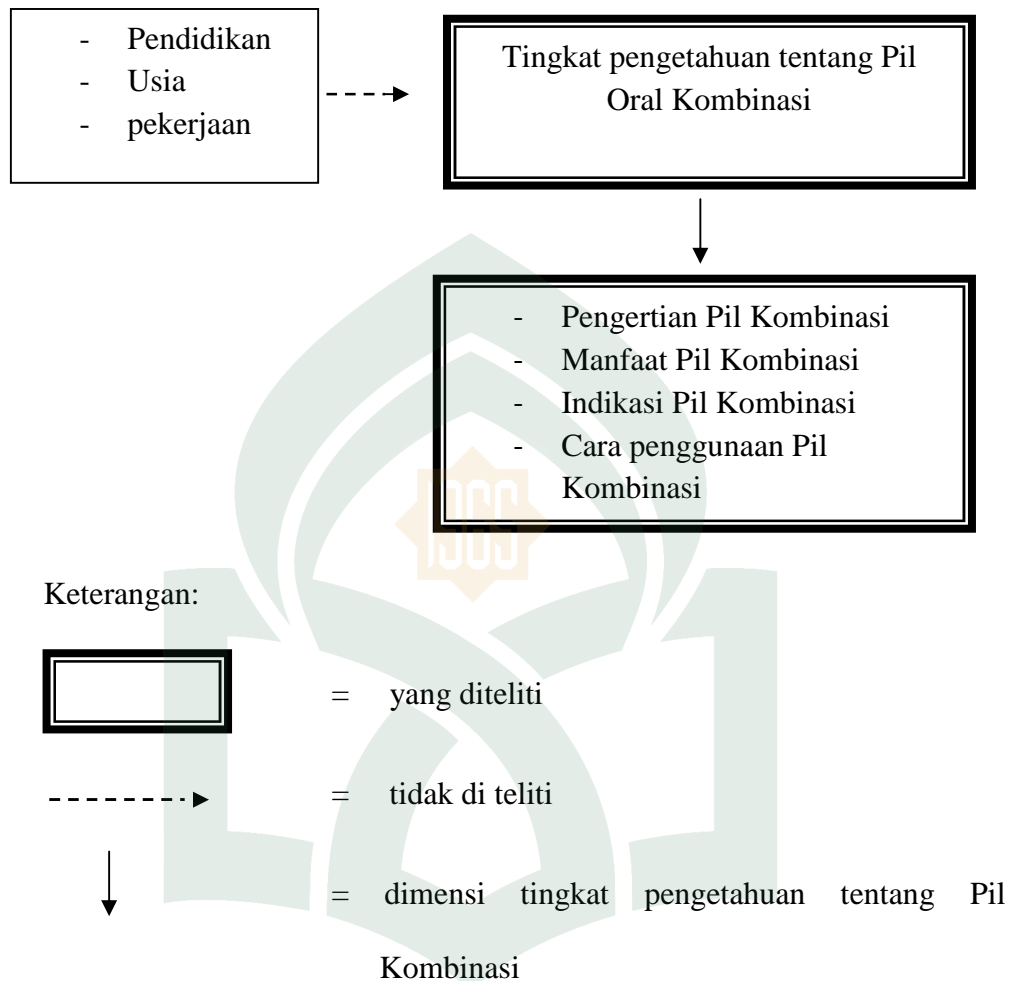 - Pendidikan
- Usia
- pekerjaan
Tingkat pengetahuan tentang Pil
Oral Kombinasi
- Pengertian Pil Kombinasi
- Manfaat Pil Kombinasi
- Indikasi Pil Kombinasi
- Cara penggunaan Pil
Kombinasi
Keterangan:
= yang diteliti
= tidak di teliti
= dimensi tingkat pengetahuan tentang Pil
Kombinasi